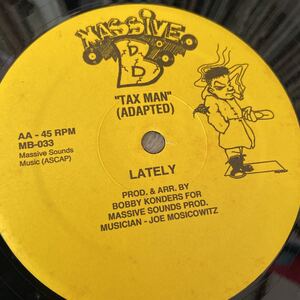 MASSIVE
B
"TAX MAN"
(ADAPTED)
AA - 45 RPM
MB-033
Massive Sounds
Music (ASCAP)
LATELY
PROD. & ARR. BY
BOBBY KONDERS FOR
MASSIVE SOUNDS PROD.
MUSICIAN - JOE MOSICOWITZ